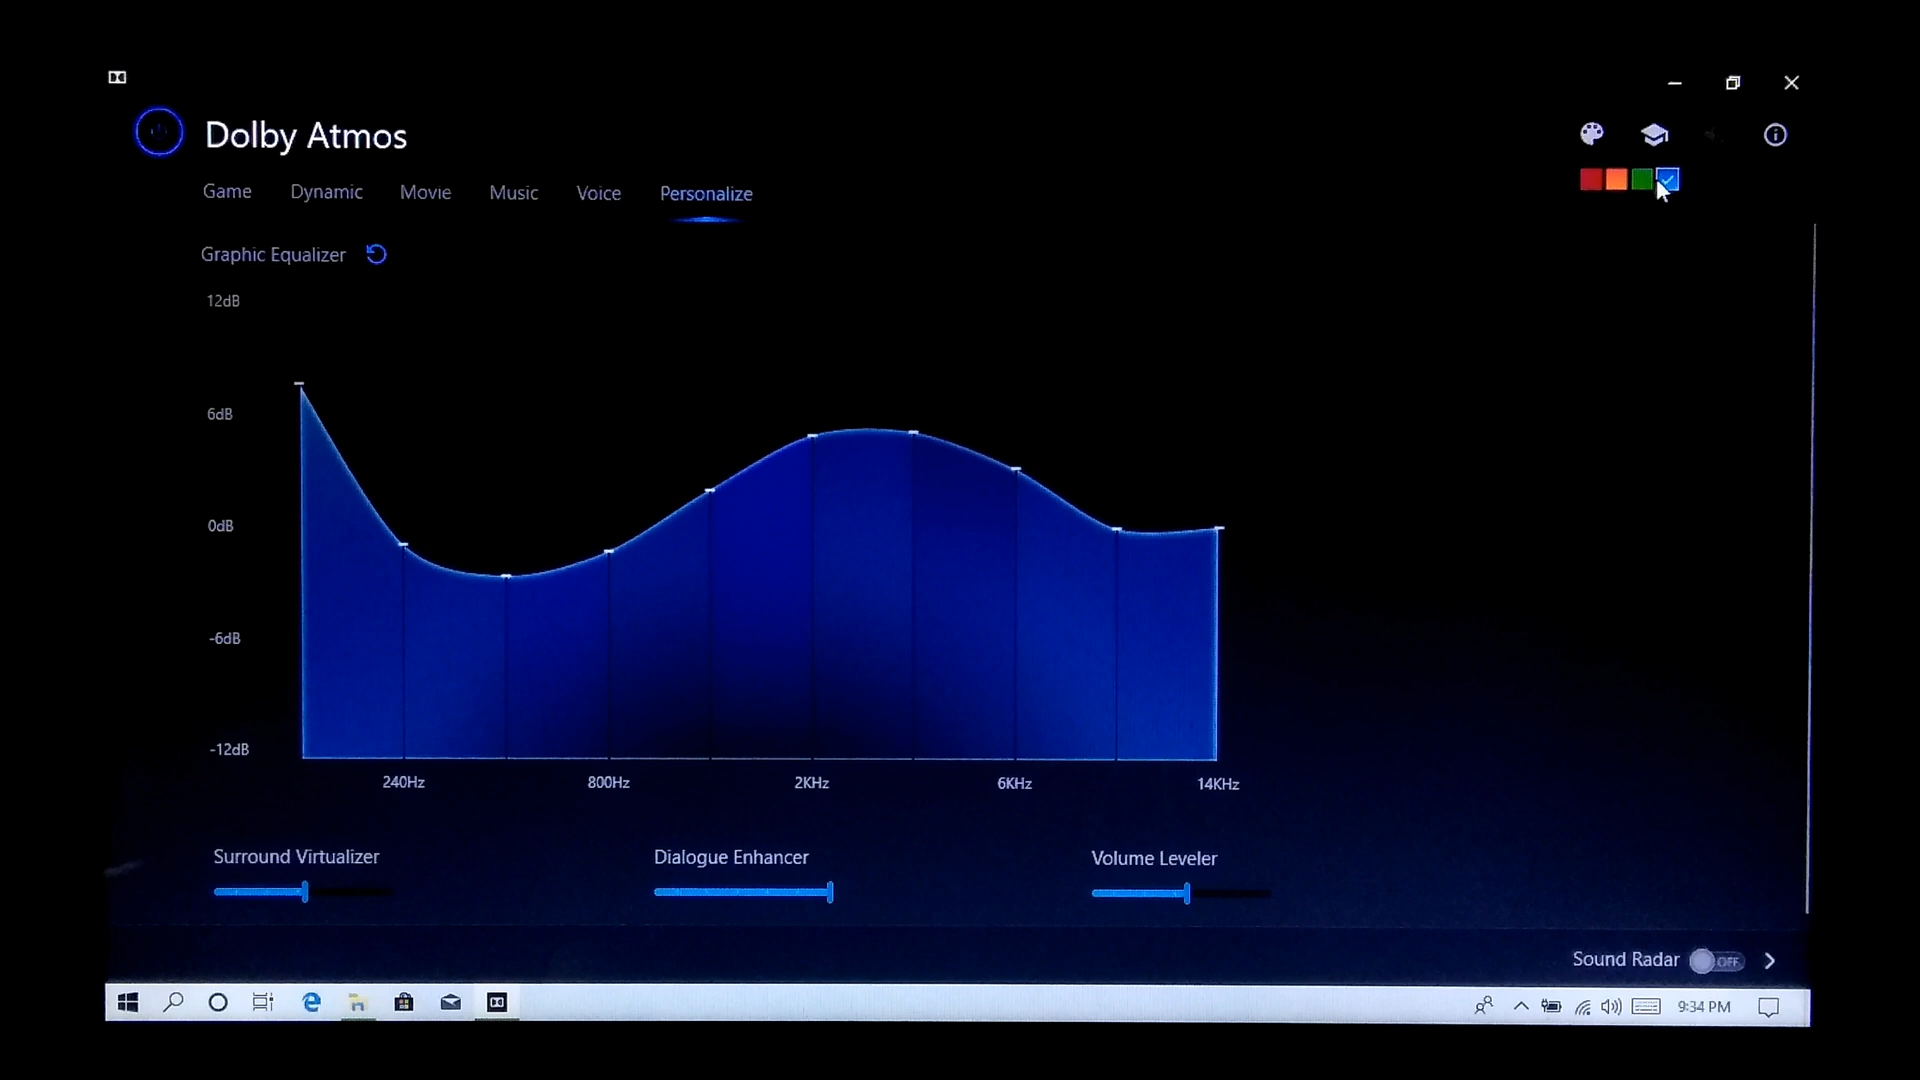 Dolby Atmos
Game Dynamic Movie Music Voice Personalize
Graphic Equalizer
12dB
6dB
0dB
-6dB
-12dB
240Hz 800Hz 2KHz 6KHz 14KHz
Surround Virtualizer Dialogue Enhancer Volume Leveler
Sound Radar OFF
9:34 PM